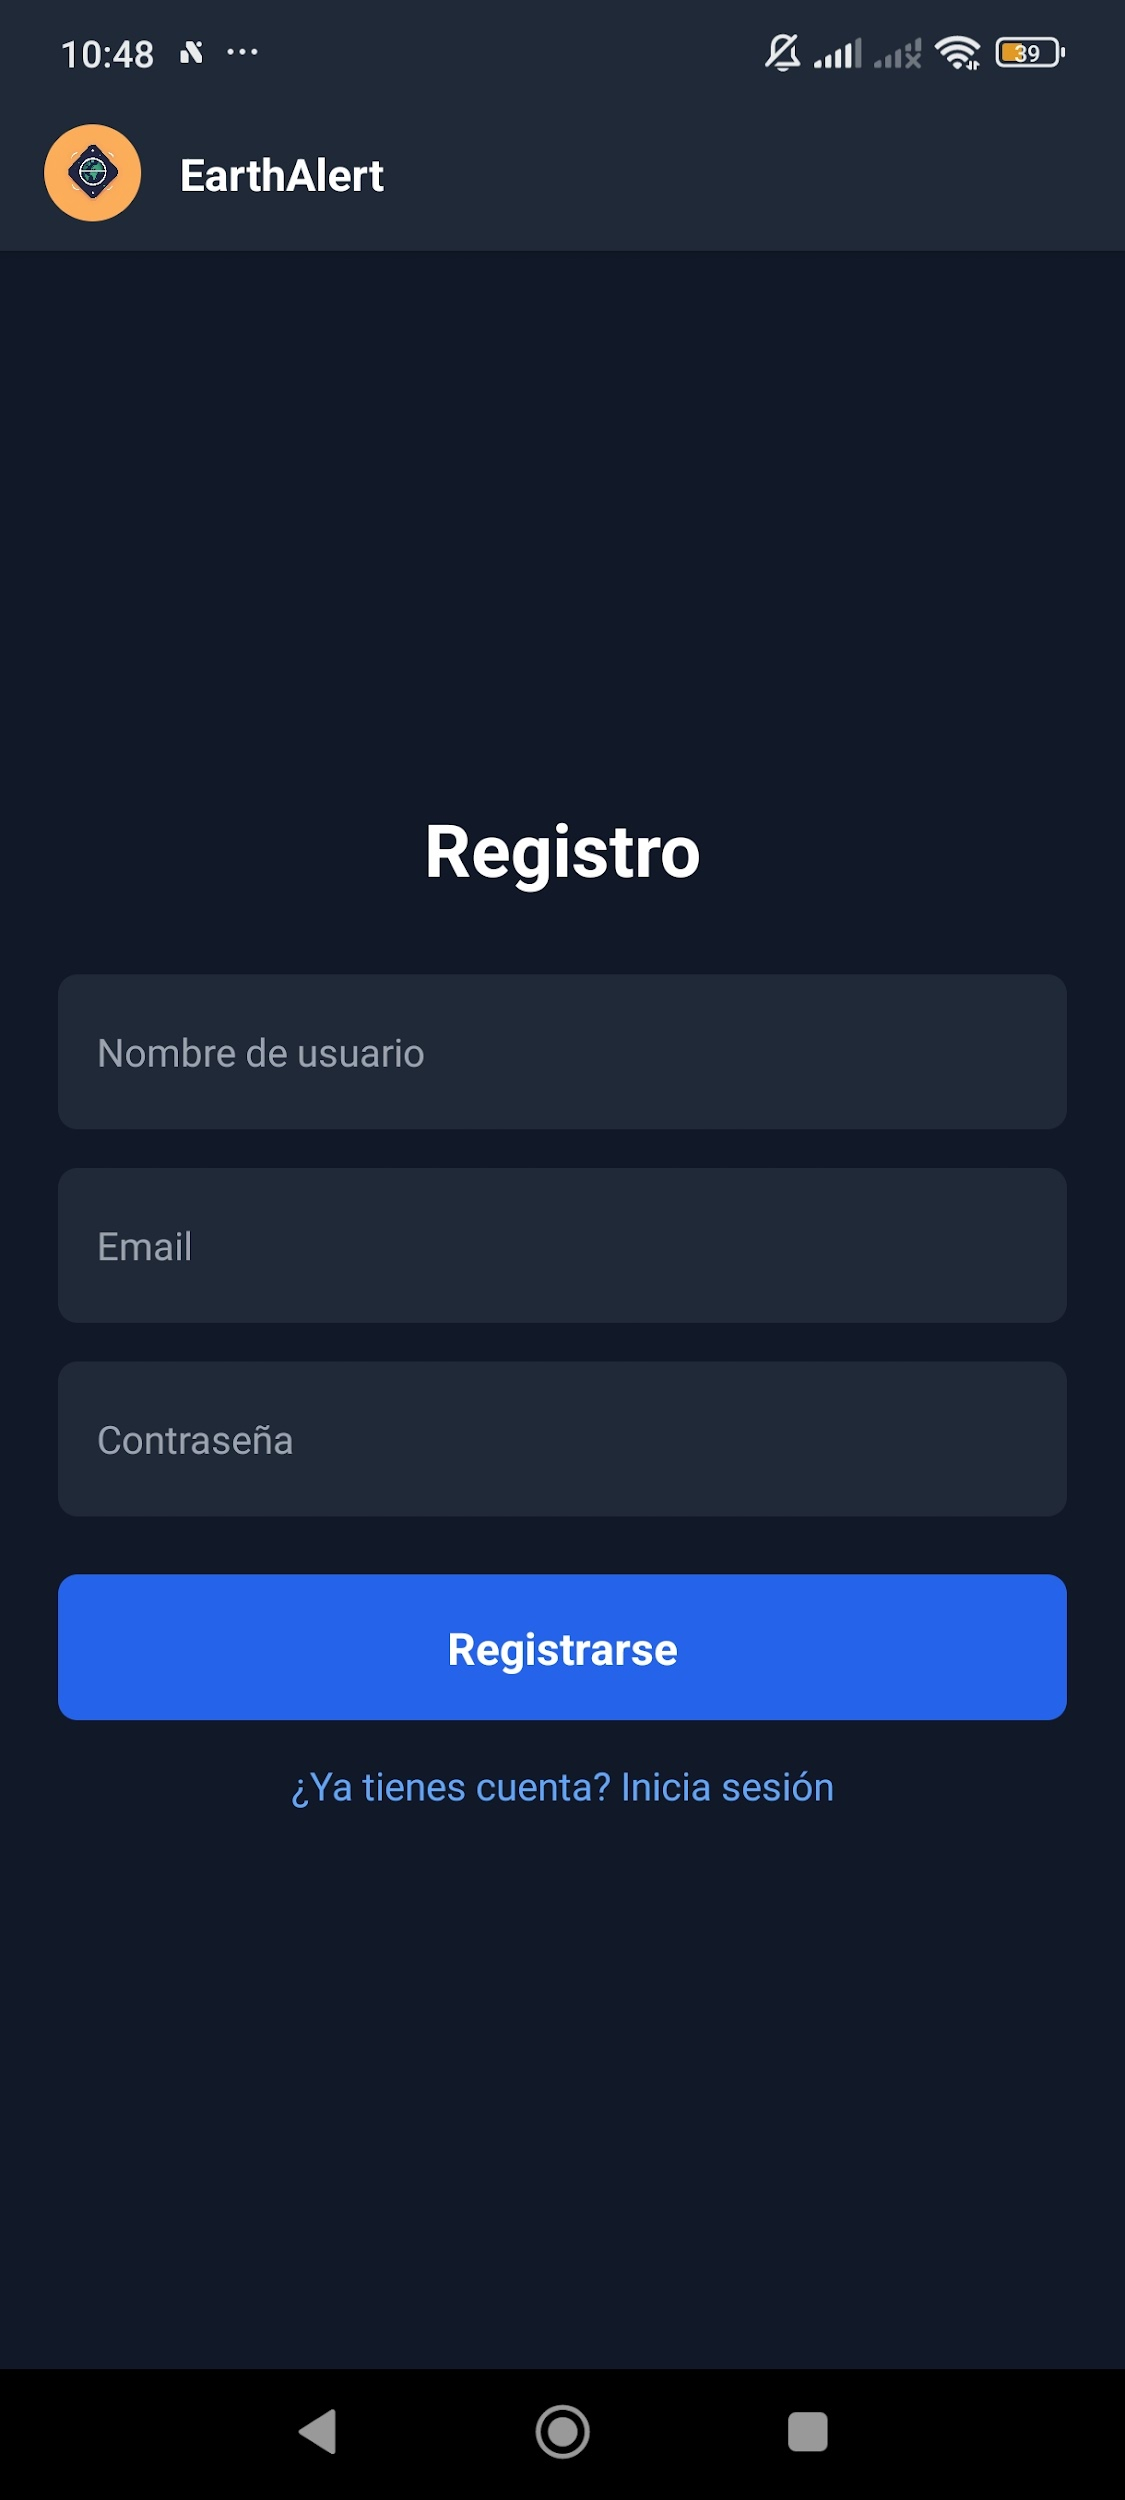 10:48
39
EarthAlert
Registro
Nombre de usuario
Email
Contraseña
Registrarse
¿Ya tienes cuenta? Inicia sesión